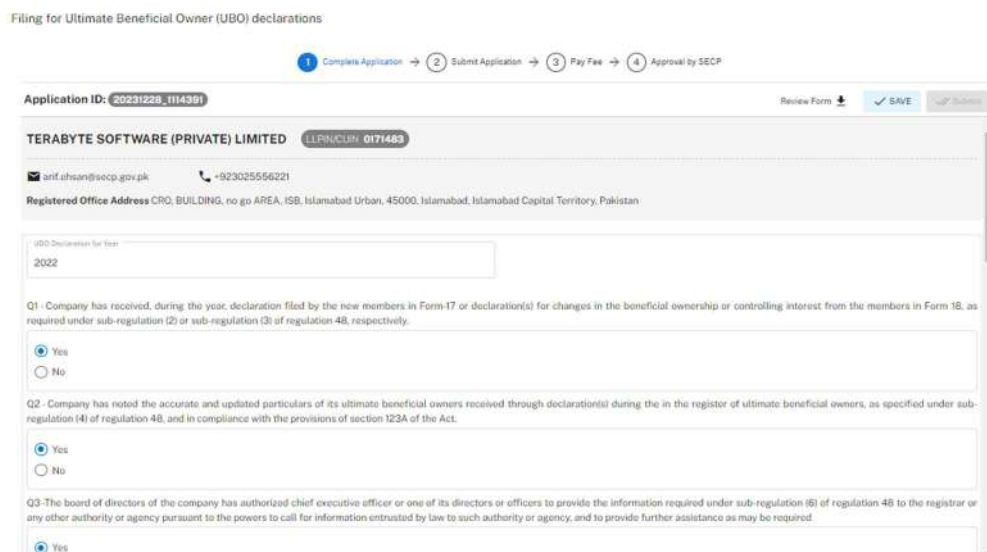 Filing for Ultimate Beneficial Owner (UBO) declarations
1 Complete Application → 2 Submit Application → 3 Pay Fee → 4 Approval by SECP
Application ID: 20231228_1114391 Review Form SAVE Submit
TERABYTE SOFTWARE (PRIVATE) LIMITED LLPIN/CUIN 0171483
arif.ehsan@secp.gov.pk +923025556221
Registered Office Address CRO, BUILDING, no go AREA, ISB, Islamabad Urban, 45000, Islamabad, Islamabad Capital Territory, Pakistan
UBO Declaration for Year
2022
Q1 - Company has received, during the year, declaration filed by the new members in Form-17 or declaration(s) for changes in the beneficial ownership or controlling interest from the members in Form 18, as
required under sub-regulation (2) or sub-regulation (3) of regulation 48, respectively.
Yes
No
Q2 - Company has noted the accurate and updated particulars of its ultimate beneficial owners received through declaration(s) during the in the register of ultimate beneficial owners, as specified under sub-
regulation (4) of regulation 48, and in compliance with the provisions of section 123A of the Act.
Yes
No
Q3 -The board of directors of the company has authorized chief executive officer or one of its directors or officers to provide the information required under sub-regulation (6) of regulation 48 to the registrar or
any other authority or agency pursuant to the powers to call for information entrusted by law to such authority or agency, and to provide further assistance as may be required
Yes